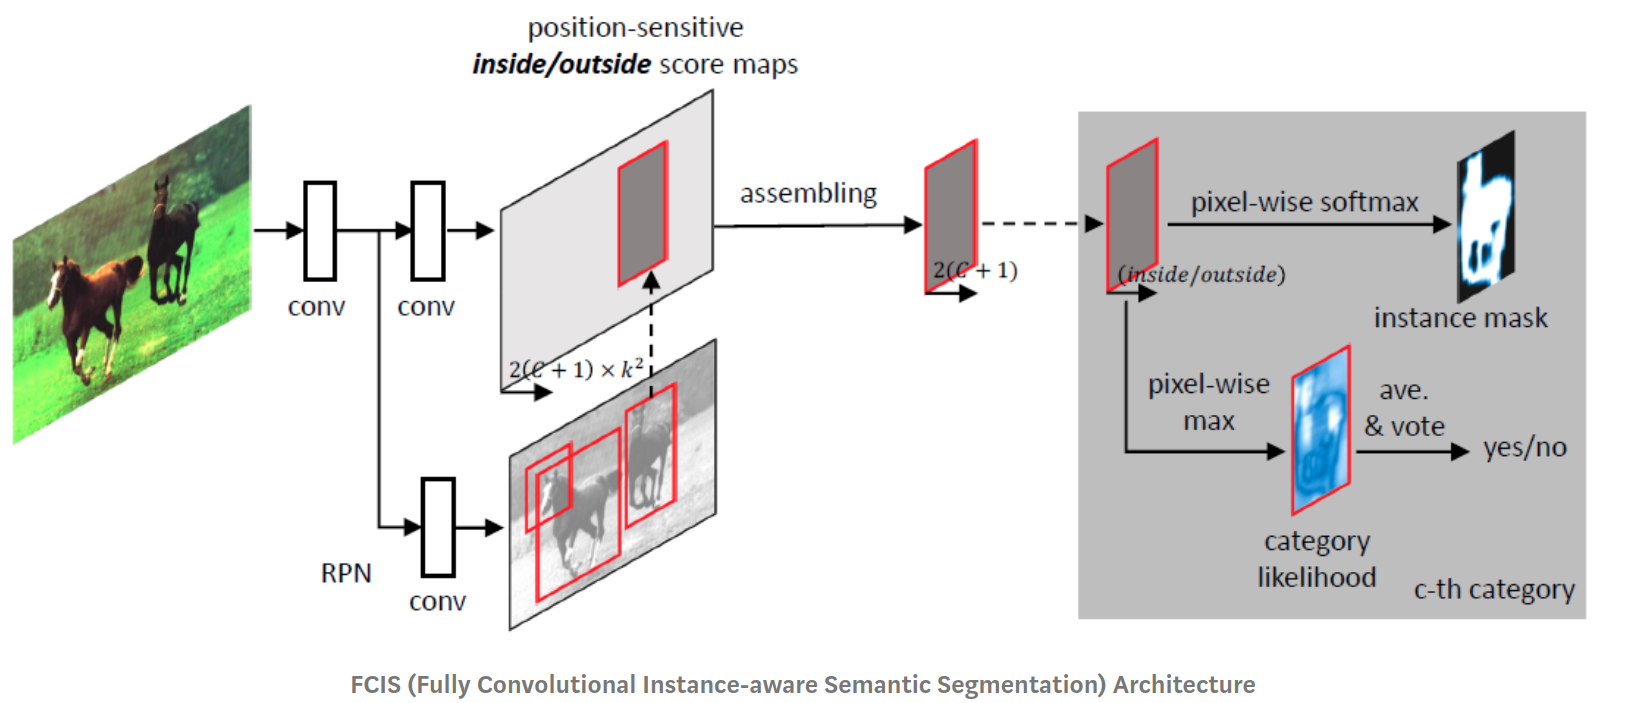 position-sensitive
inside/outside score maps
conv
conv
2(C + 1) × k²
assembling
2(C + 1)
(inside/outside)
pixel-wise softmax
instance mask
pixel-wise
max
ave.
& vote
yes/no
category
likelihood
c-th category
RPN
conv
FCIS (Fully Convolutional Instance-aware Semantic Segmentation) Architecture